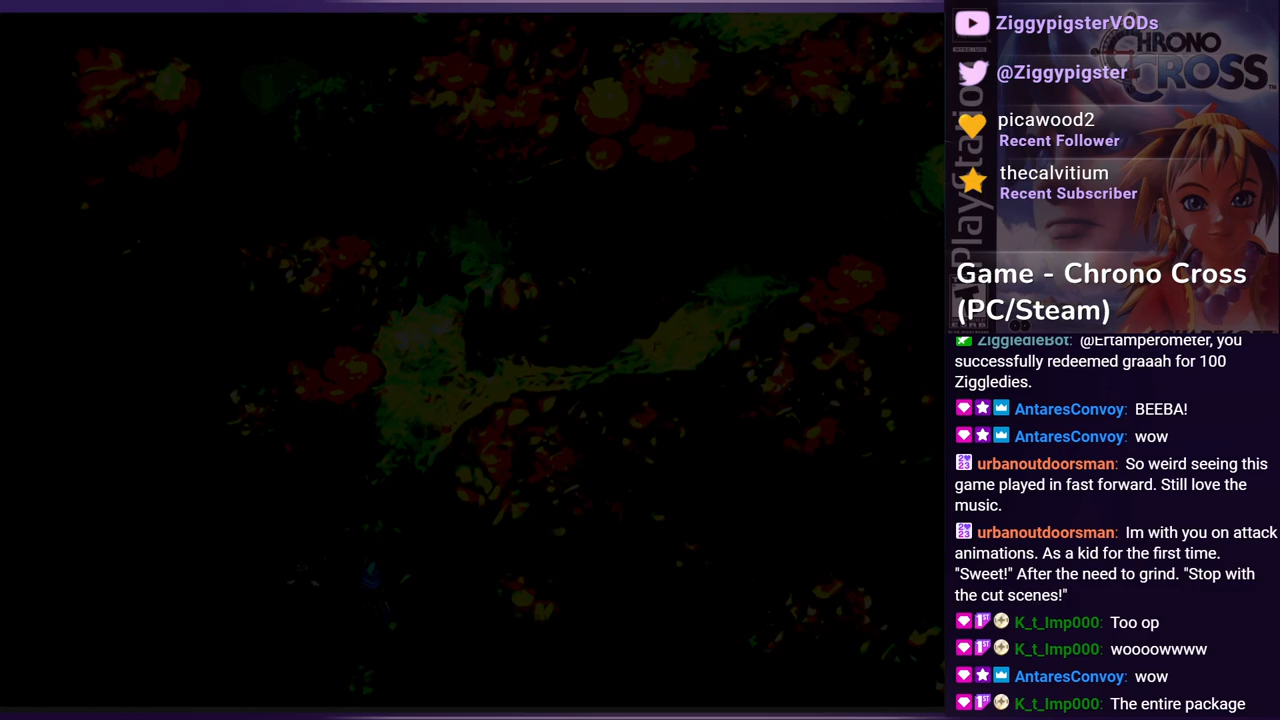 ZiggypigsterVODs
@Ziggypigster
picawood2
Recent Follower
thecalvitium
Recent Subscriber
CHRONO
CROSS
PlayStation
Game - Chrono Cross
(PC/Steam)
ZiggledieBot: @Ertamperometer, you
successfully redeemed graaah for 100
Ziggledies.
AntaresConvoy: BEEBA!
AntaresConvoy: wow
urbanoutdoorsman: So weird seeing this
game played in fast forward. Still love the
music.
urbanoutdoorsman: Im with you on attack
animations. As a kid for the first time.
"Sweet!" After the need to grind. "Stop with
the cut scenes!"
K_t_Imp000: Too op
K_t_Imp000: woooowwww
AntaresConvoy: wow
K_t_Imp000: The entire package